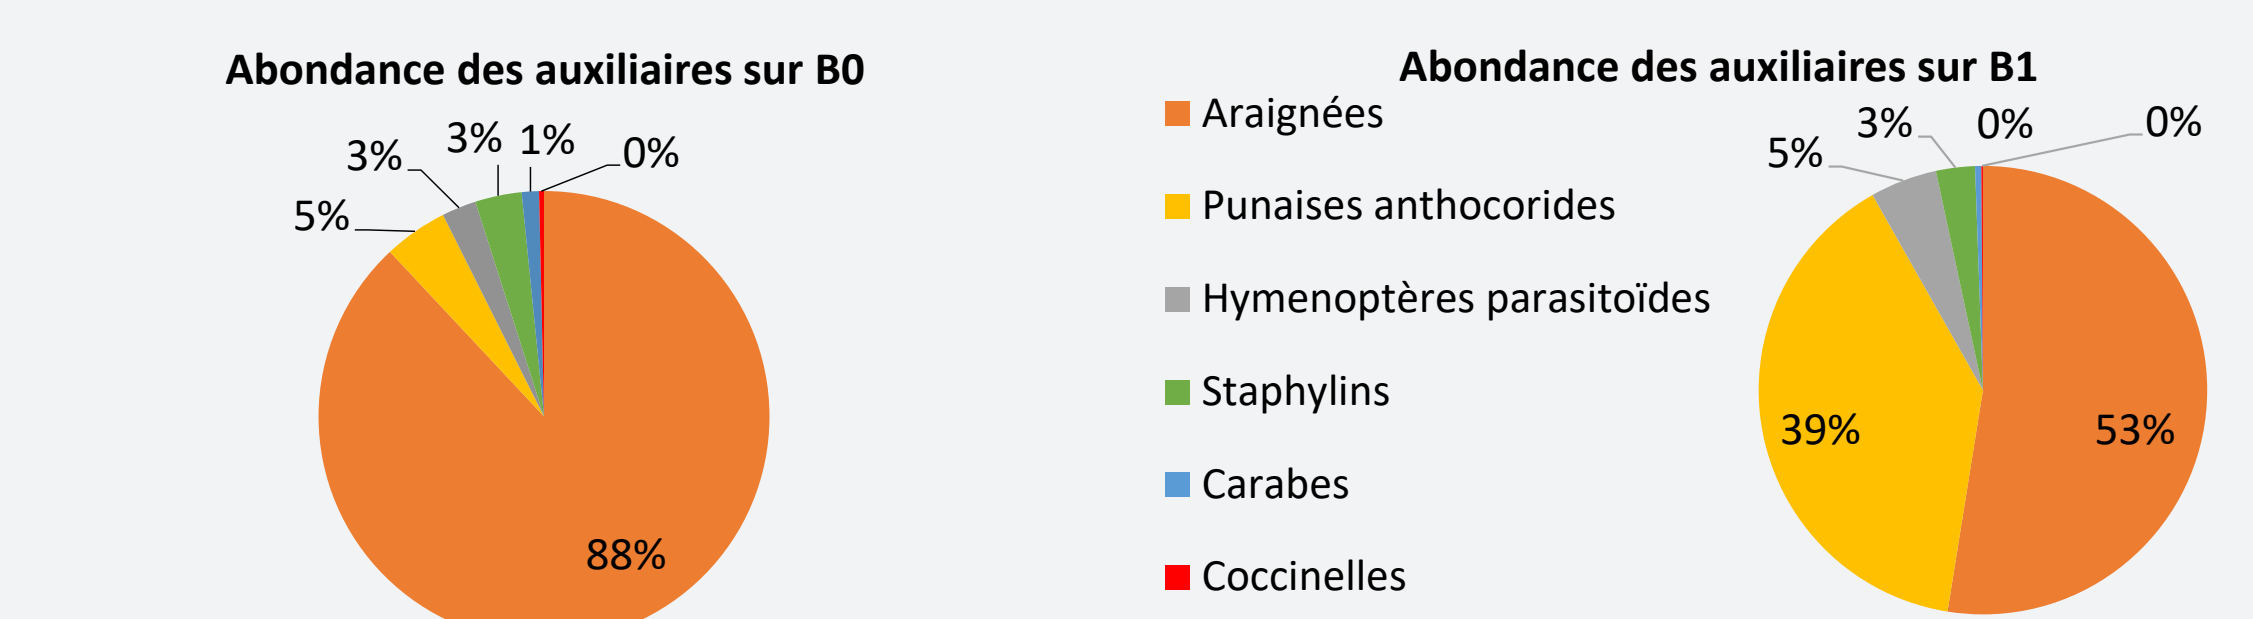 Abondance des auxiliaires sur B0
3%
3%
1%
0%
5%
88%
Araignées
Punaises anthocorides
Hymenoptères parasitoïdes
Staphylins
Carabes
Coccinelles
Abondance des auxiliaires sur B1
5%
3%
0%
0%
39%
53%